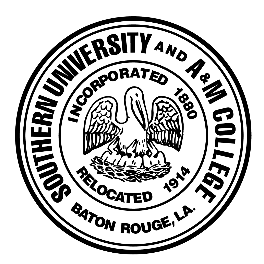 SOUTHERN UNIVERSITY AND A & M COLLEGE
INCORPORATED 1880
RELOCATED 1914
BATON ROUGE, LA.